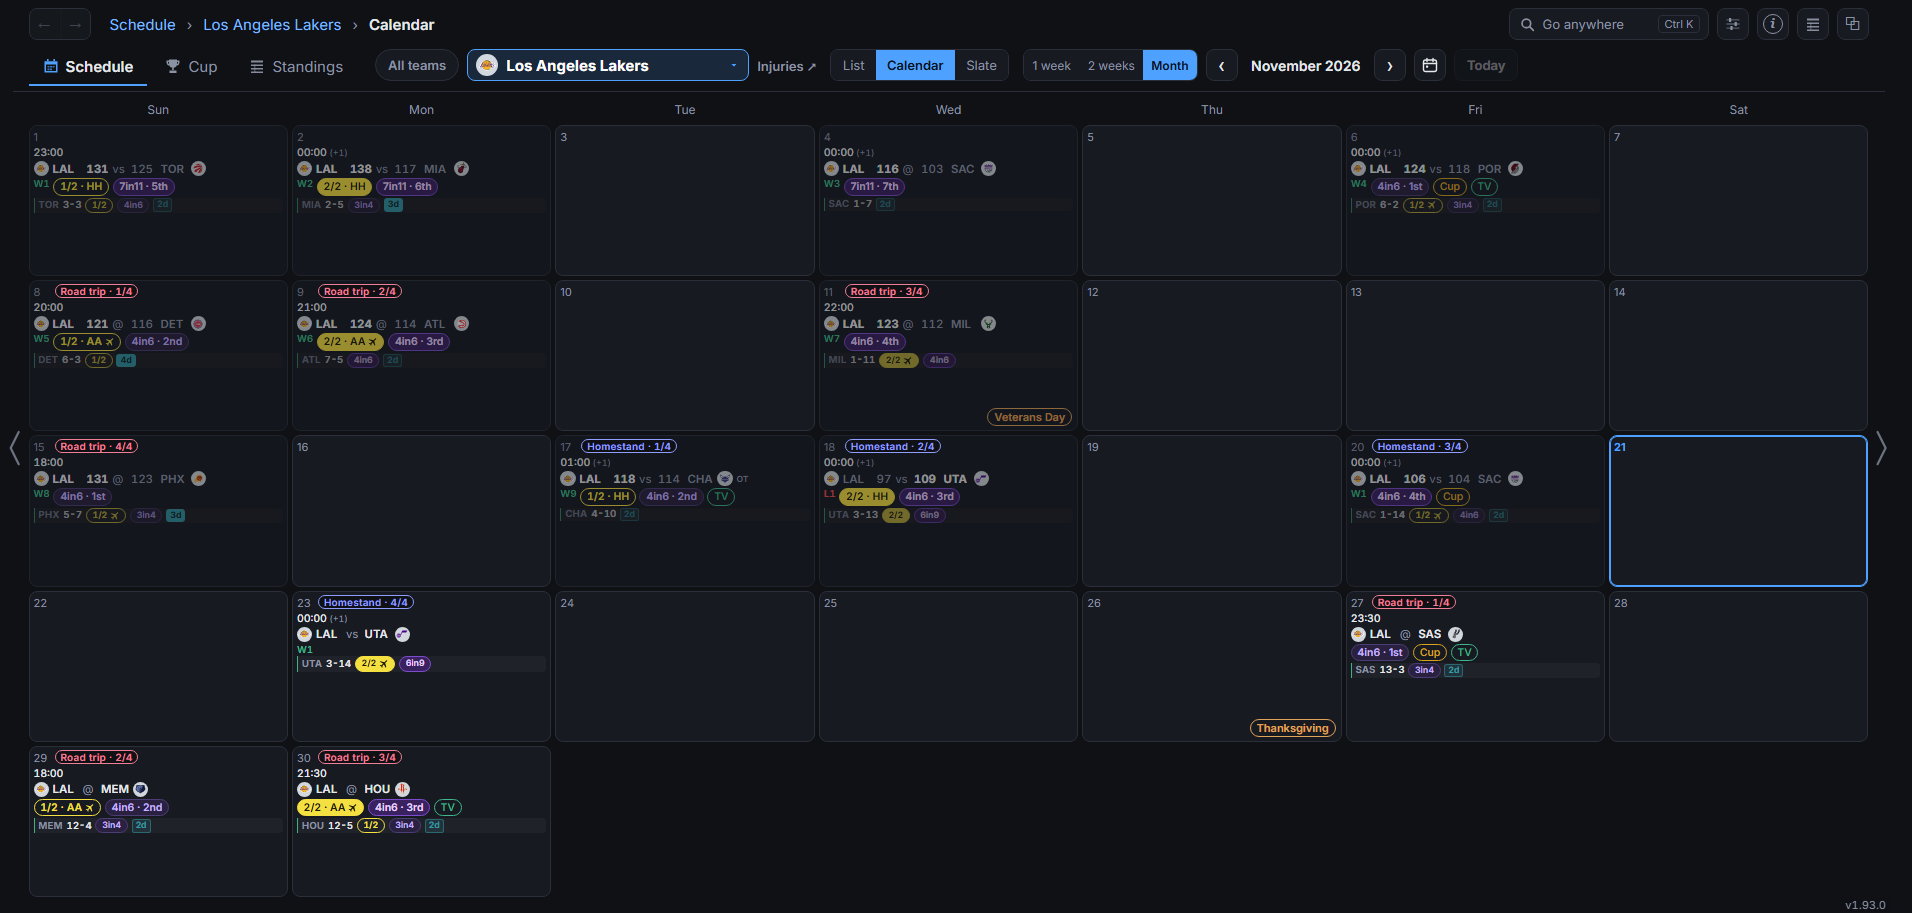 ← → Schedule › Los Angeles Lakers › Calendar Go anywhere Ctrl K
Schedule Cup Standings All teams Los Angeles Lakers Injuries ↗ List Calendar Slate 1 week 2 weeks Month ‹ November 2026 › Today
Sun Mon Tue Wed Thu Fri Sat
1
23:00
LAL 131 vs 125 TOR
W1 1/2 · HH 7in11 · 5th
TOR 3-3 1/2 4in6 2d
2
00:00 (+1)
LAL 138 vs 117 MIA
W2 2/2 · HH 7in11 · 6th
MIA 2-5 3in4 3d
3
4
00:00 (+1)
LAL 116 @ 103 SAC
W3 7in11 · 7th
SAC 1-7 2d
5
6
00:00 (+1)
LAL 124 vs 118 POR
W4 4in6 · 1st Cup TV
POR 6-2 1/2 3in4 2d
7
8 Road trip · 1/4
20:00
LAL 121 @ 116 DET
W5 1/2 · AA 4in6 · 2nd
DET 6-3 1/2 4d
9 Road trip · 2/4
21:00
LAL 124 @ 114 ATL
W6 2/2 · AA 4in6 · 3rd
ATL 7-5 4in6 2d
10
11 Road trip · 3/4
22:00
LAL 123 @ 112 MIL
W7 4in6 · 4th
MIL 1-11 2/2 4in6
Veterans Day
12
13
14
15 Road trip · 4/4
18:00
LAL 131 @ 123 PHX
W8 4in6 · 1st
PHX 5-7 1/2 3in4 3d
16
17 Homestand · 1/4
01:00 (+1)
LAL 118 vs 114 CHA OT
W9 1/2 · HH 4in6 · 2nd TV
CHA 4-10 2d
18 Homestand · 2/4
00:00 (+1)
LAL 97 vs 109 UTA
L1 2/2 · HH 4in6 · 3rd
UTA 3-13 2/2 6in9
19
20 Homestand · 3/4
00:00 (+1)
LAL 106 vs 104 SAC
W1 4in6 · 4th Cup
SAC 1-14 1/2 4in6 2d
21
22
23 Homestand · 4/4
00:00 (+1)
LAL vs UTA
W1
UTA 3-14 2/2 6in9
24
25
26
Thanksgiving
27 Road trip · 1/4
23:30
LAL @ SAS
4in6 · 1st Cup TV
SAS 13-3 3in4 2d
28
29 Road trip · 2/4
18:00
LAL @ MEM
1/2 · AA 4in6 · 2nd
MEM 12-4 3in4 2d
30 Road trip · 3/4
21:30
LAL @ HOU
2/2 · AA 4in6 · 3rd TV
HOU 12-5 1/2 3in4 2d
v1.93.0